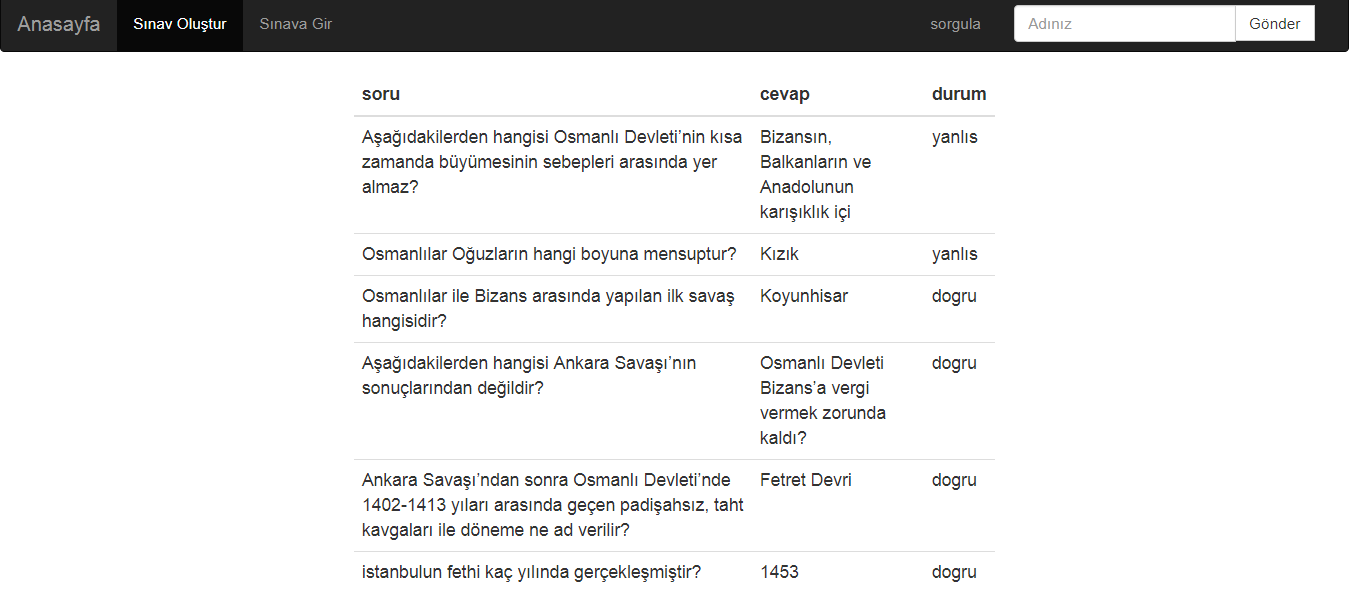 Anasayfa Sınav Oluştur Sınava Gir sorgula Adınız Gönder
soru cevap durum
Aşağıdakilerden hangisi Osmanlı Devleti’nin kısa Bizansın, yanlıs
zamanda büyümesinin sebepleri arasında yer Balkanların ve
almaz? Anadolunun
karışıklık içi
Osmanlılar Oğuzların hangi boyuna mensuptur? Kızık yanlıs
Osmanlılar ile Bizans arasında yapılan ilk savaş Koyunhisar dogru
hangisidir?
Aşağıdakilerden hangisi Ankara Savaşı’nın Osmanlı Devleti dogru
sonuçlarından değildir? Bizans’a vergi
vermek zorunda
kaldı?
Ankara Savaşı’ndan sonra Osmanlı Devleti’nde Fetret Devri dogru
1402-1413 yıları arasında geçen padişahsız, taht
kavgaları ile döneme ne ad verilir?
istanbulun fethi kaç yılında gerçekleşmiştir? 1453 dogru